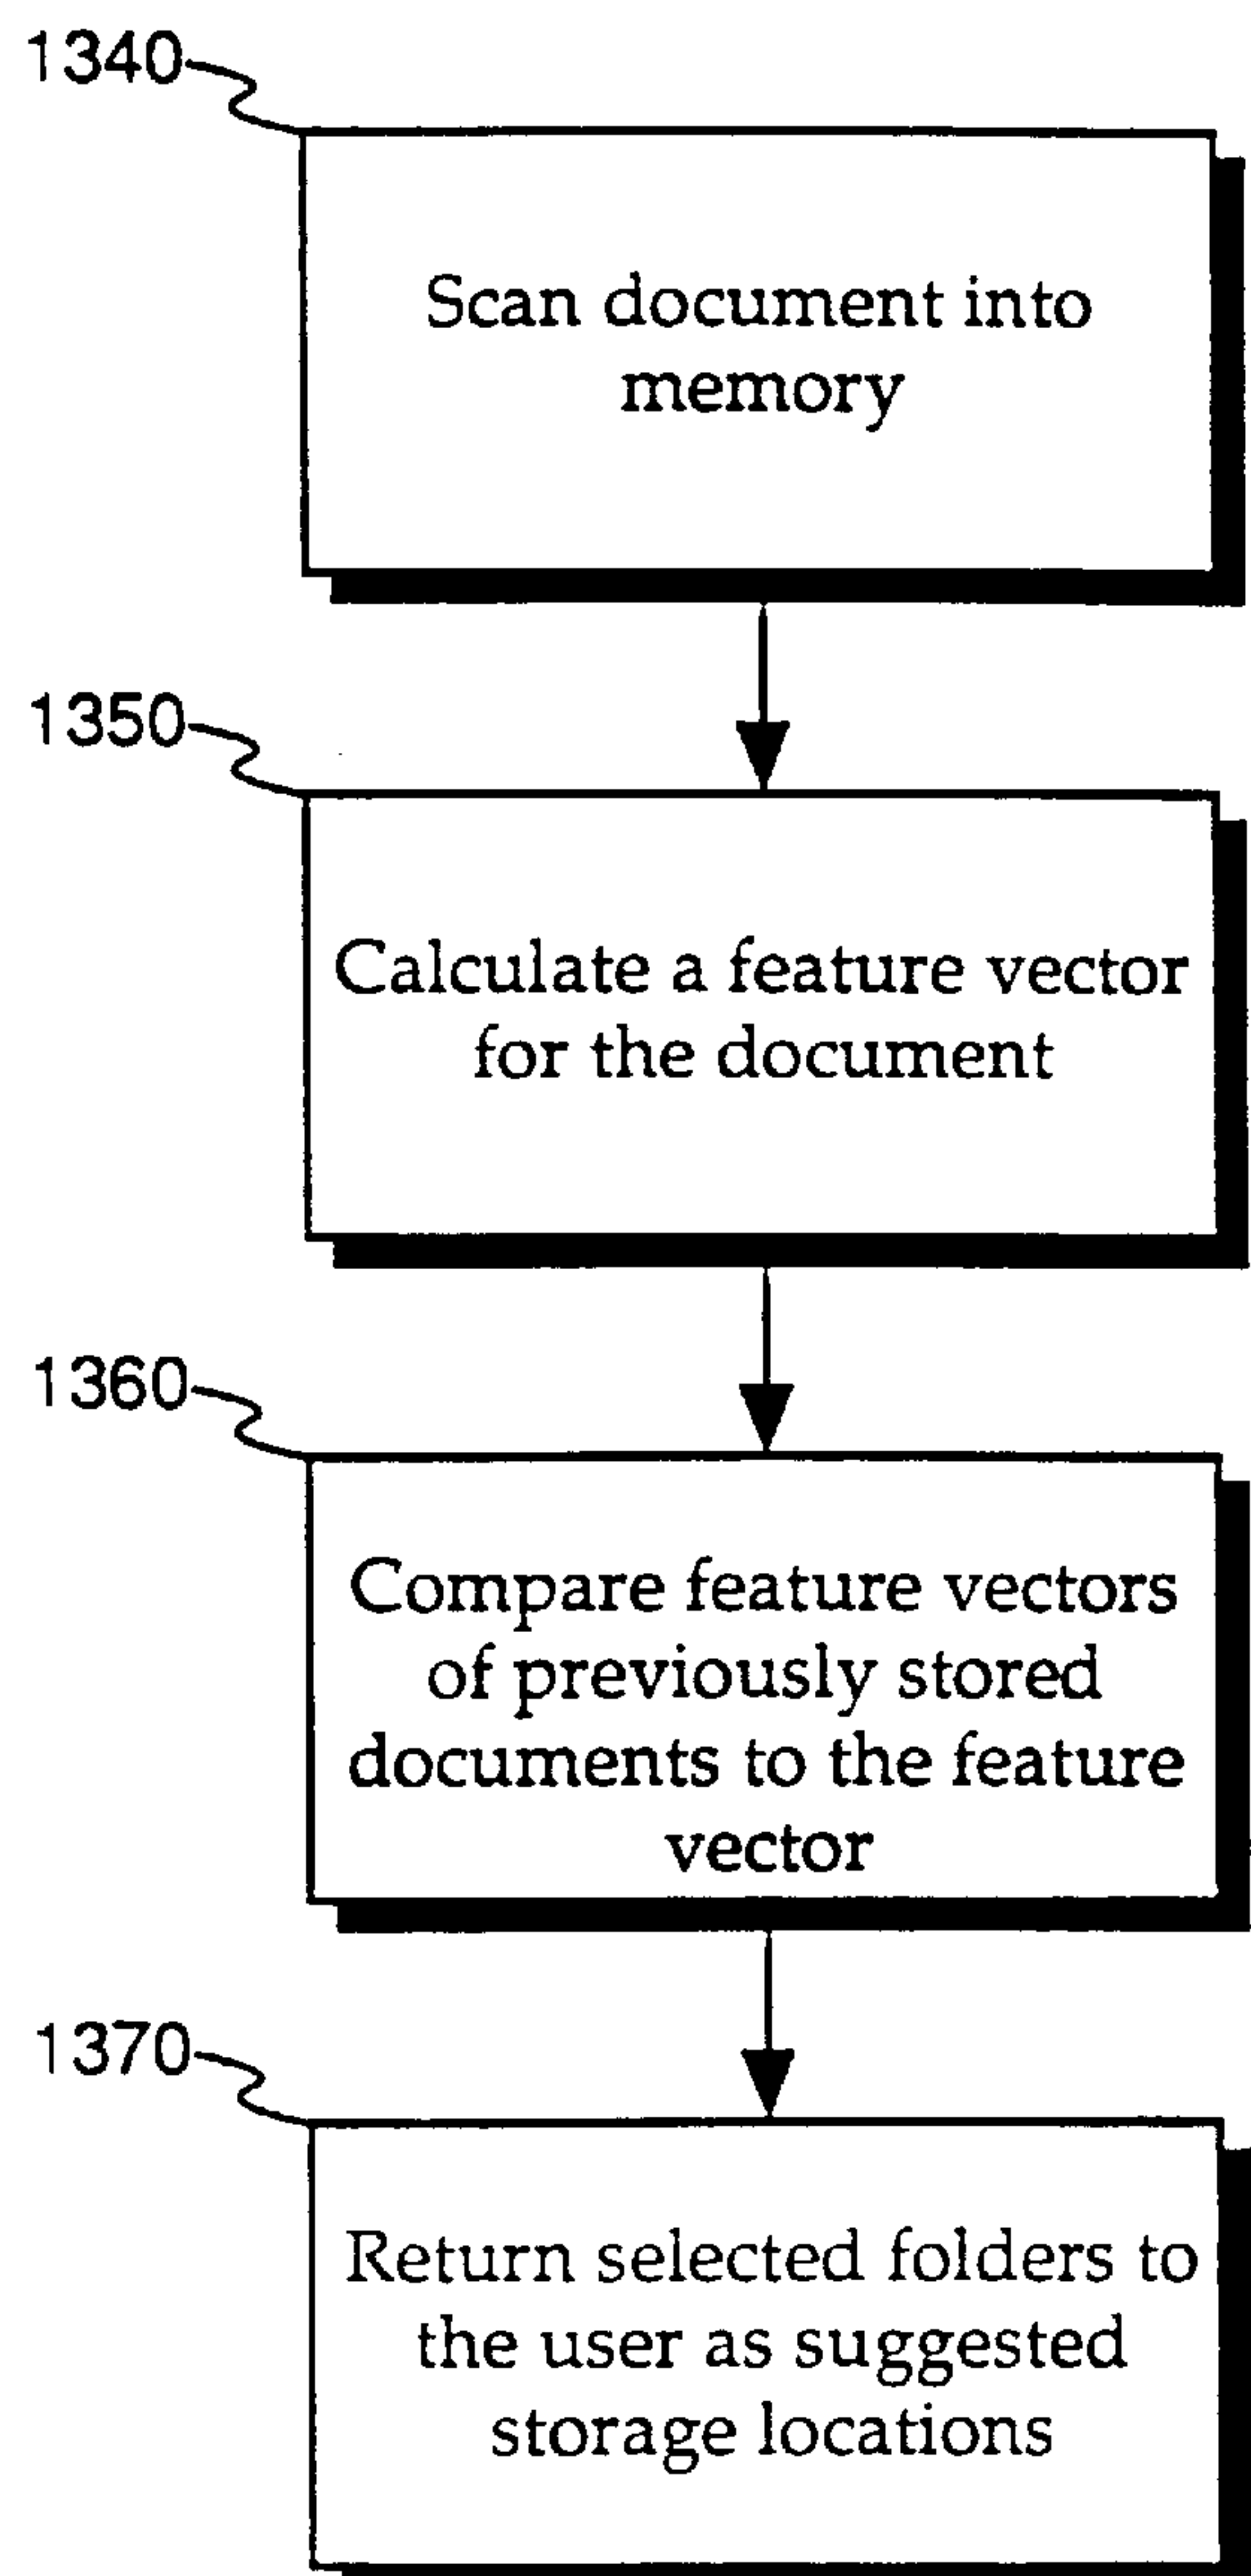 1340
Scan document into
memory
1350
Calculate a feature vector
for the document
1360
Compare feature vectors
of previously stored
documents to the feature
vector
1370
Return selected folders to
the user as suggested
storage locations